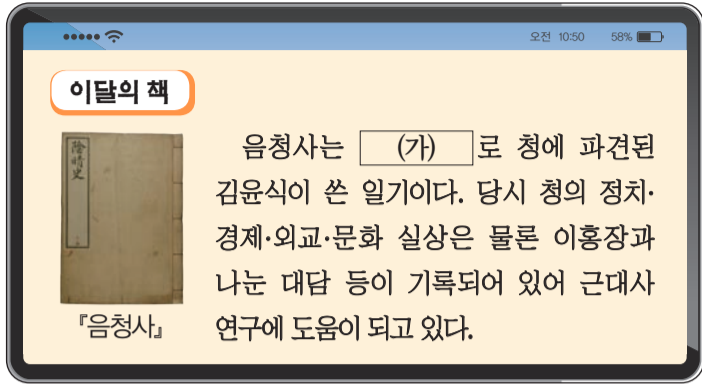 오전 10:50 58%
이달의 책
陰晴史
음청사는 (가) 로 청에 파견된
김윤식이 쓴 일기이다. 당시 청의 정치·
경제·외교·문화 실상은 물론 이홍장과
나눈 대담 등이 기록되어 있어 근대사
연구에 도움이 되고 있다.
『음청사』